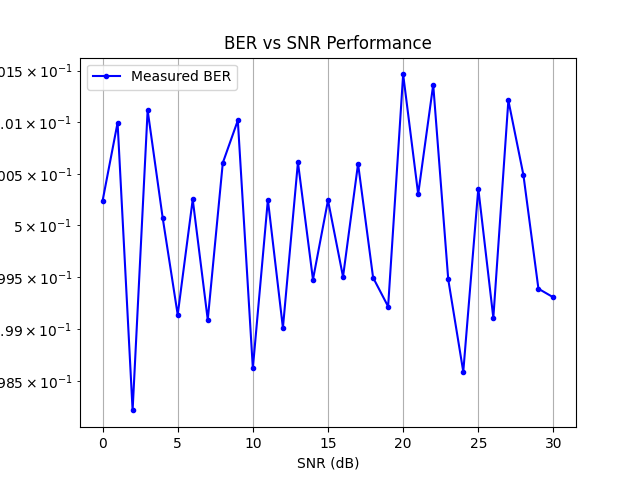 BER vs SNR Performance
Measured BER
015 × 10⁻¹
.01 × 10⁻¹
005 × 10⁻¹
5 × 10⁻¹
995 × 10⁻¹
.99 × 10⁻¹
985 × 10⁻¹
0 5 10 15 20 25 30
SNR (dB)